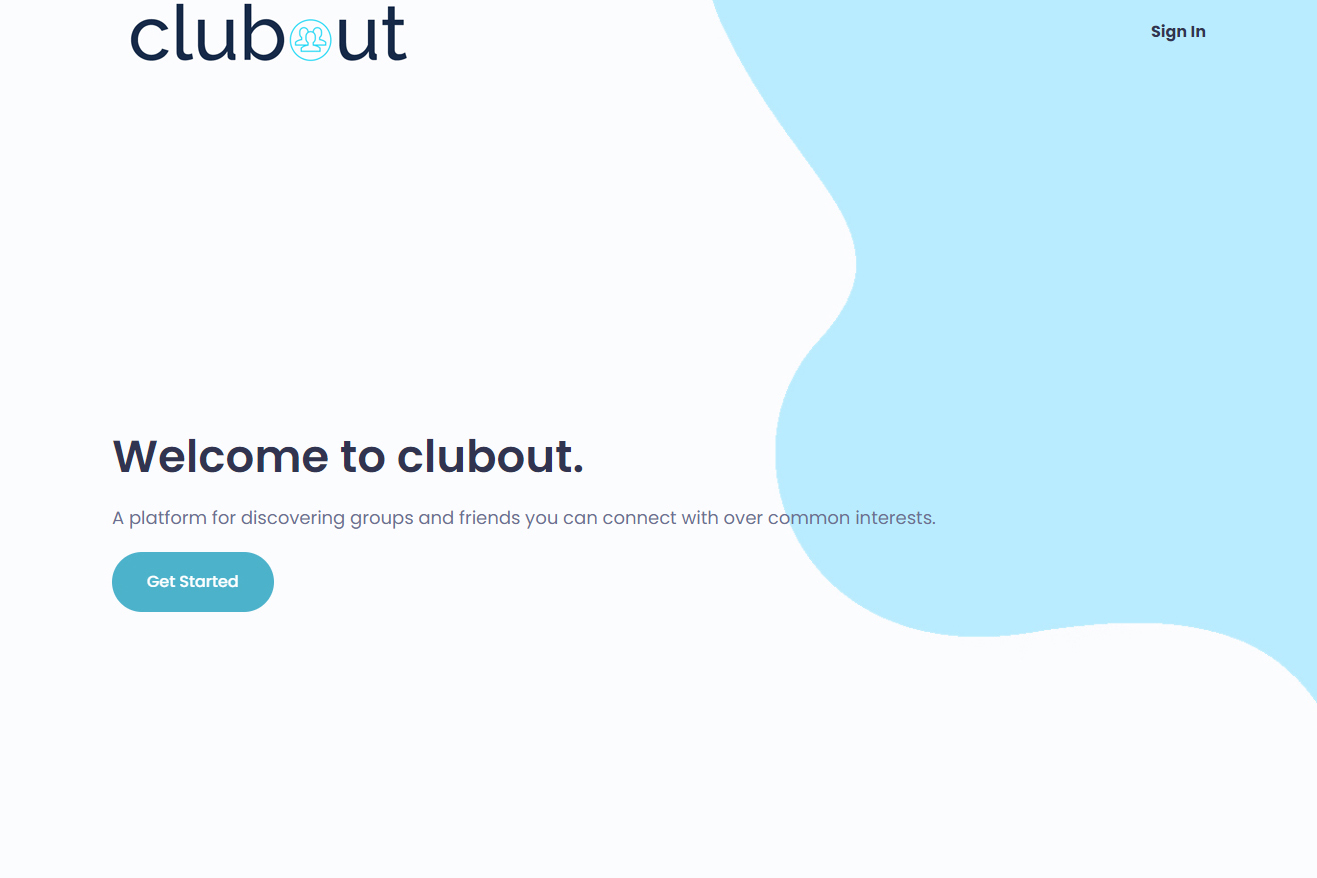 clubout
Sign In
Welcome to clubout.
A platform for discovering groups and friends you can connect with over common interests.
Get Started